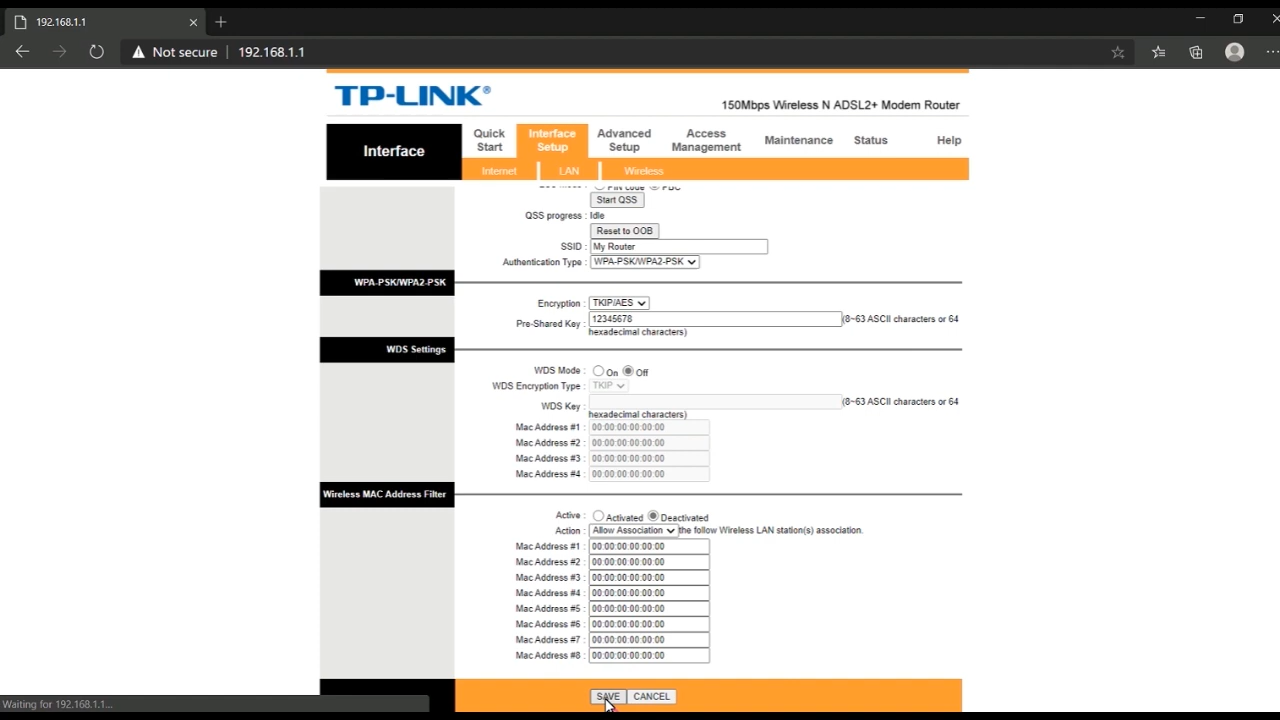 192.168.1.1
Not secure 192.168.1.1
TP-LINK®
150Mbps Wireless N ADSL2+ Modem Router
Interface
Quick Start
Interface Setup
Advanced Setup
Access Management
Maintenance
Status
Help
Internet
LAN
Wireless
PIN code PBC
Start QSS
QSS progress : Idle
Reset to OOB
SSID : My Router
Authentication Type : WPA-PSK/WPA2-PSK
WPA-PSK/WPA2-PSK
Encryption : TKIP/AES
Pre-Shared Key : 12345678 (8~63 ASCII characters or 64
hexadecimal characters)
WDS Settings
WDS Mode : On Off
WDS Encryption Type : TKIP
WDS Key : (8~63 ASCII characters or 64
hexadecimal characters)
Mac Address #1 : 00:00:00:00:00:00
Mac Address #2 : 00:00:00:00:00:00
Mac Address #3 : 00:00:00:00:00:00
Mac Address #4 : 00:00:00:00:00:00
Wireless MAC Address Filter
Active : Activated Deactivated
Action : Allow Association the follow Wireless LAN station(s) association.
Mac Address #1 : 00:00:00:00:00:00
Mac Address #2 : 00:00:00:00:00:00
Mac Address #3 : 00:00:00:00:00:00
Mac Address #4 : 00:00:00:00:00:00
Mac Address #5 : 00:00:00:00:00:00
Mac Address #6 : 00:00:00:00:00:00
Mac Address #7 : 00:00:00:00:00:00
Mac Address #8 : 00:00:00:00:00:00
SAVE CANCEL
Waiting for 192.168.1.1...